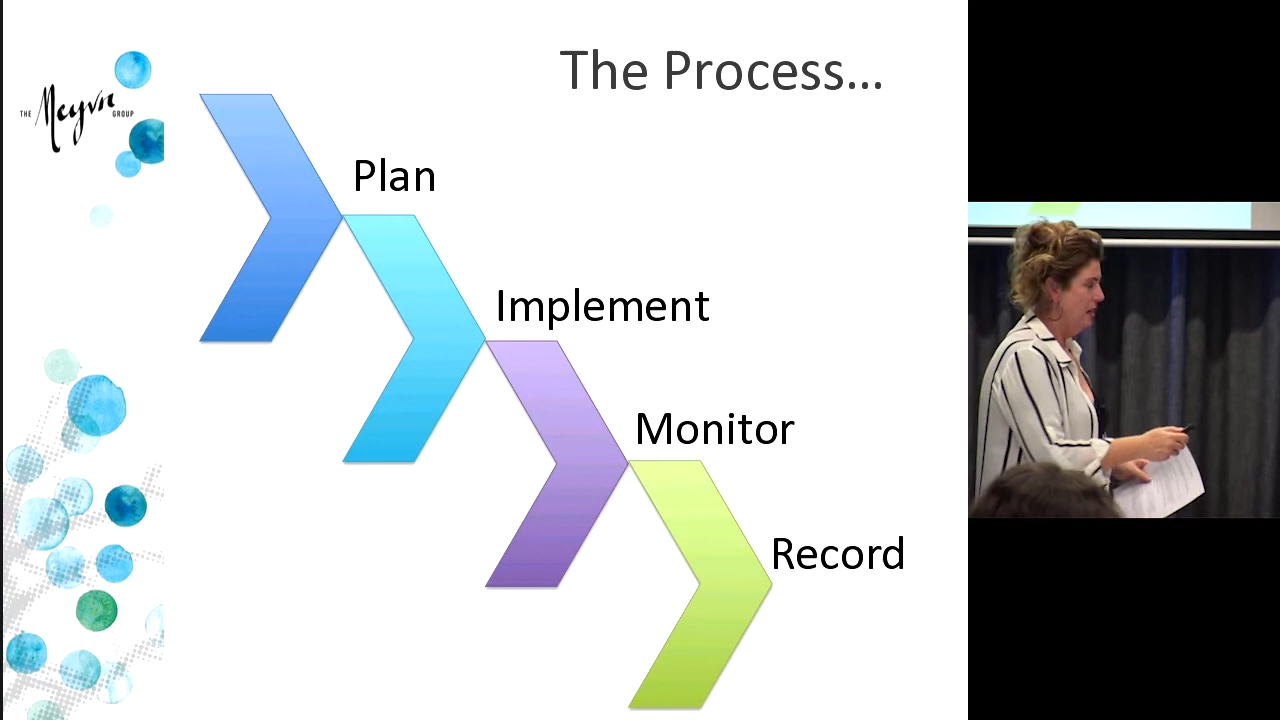 The Process...
THE Meyvn GROUP
Plan
Implement
Monitor
Record